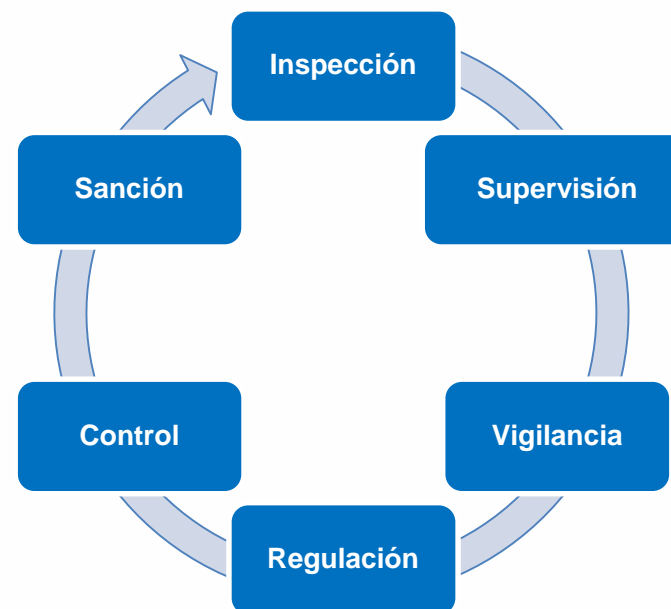 Inspección
Supervisión
Vigilancia
Regulación
Control
Sanción